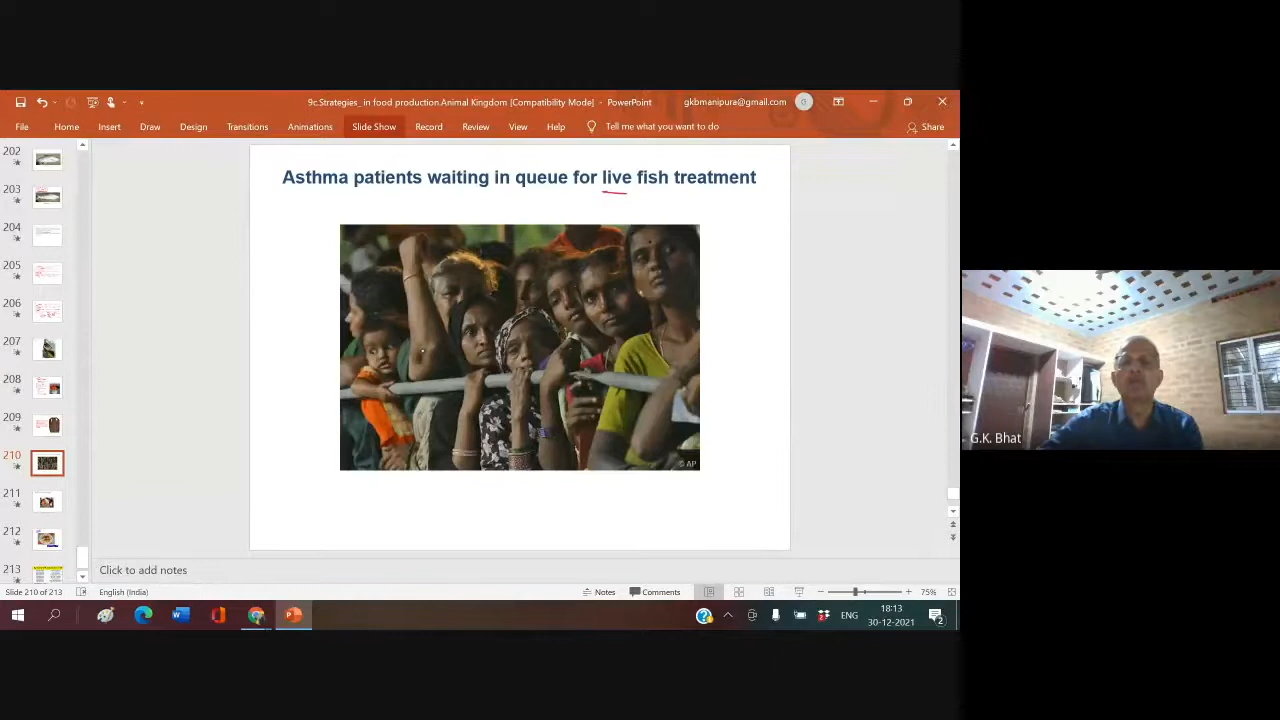 9c.Strategies_in food production.Animal Kingdom [Compatibility Mode] - PowerPoint
gkbmanipura@gmail.com
G
File Home Insert Draw Design Transitions Animations Slide Show Record Review View Help Tell me what you want to do Share
202
203
204
205
206
207
208
209
210
211
212
213
Asthma patients waiting in queue for live fish treatment
© AP
Click to add notes
Slide 210 of 213 English (India) Notes Comments 75%
ENG
18:13
30-12-2021
2
2
G.K. Bhat